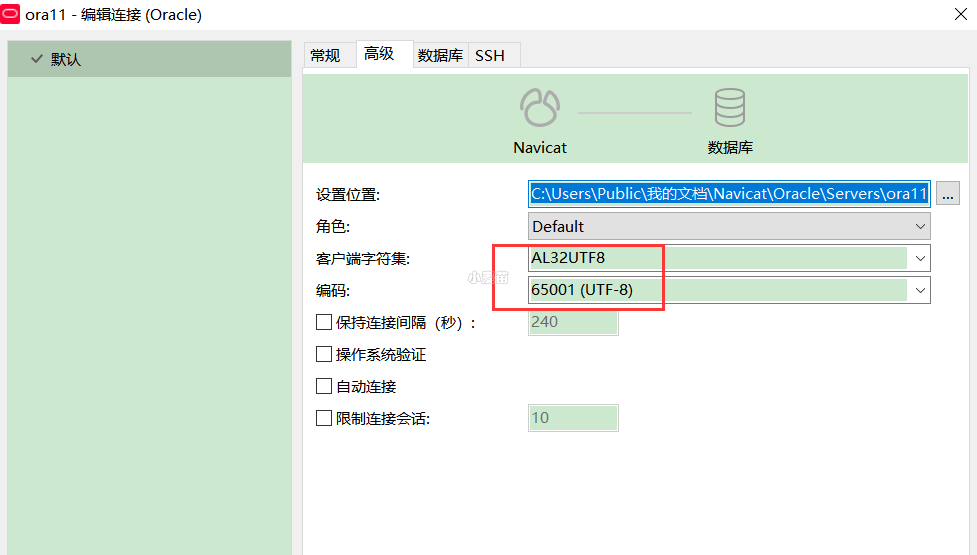 ora11 - 编辑连接 (Oracle)
默认
常规 高级 数据库 SSH
Navicat 数据库
设置位置: C:\Users\Public\我的文档\Navicat\Oracle\Servers\ora11 ...
角色: Default
客户端字符集: AL32UTF8
编码: 65001 (UTF-8)
保持连接间隔（秒）: 240
操作系统验证
自动连接
限制连接会话: 10